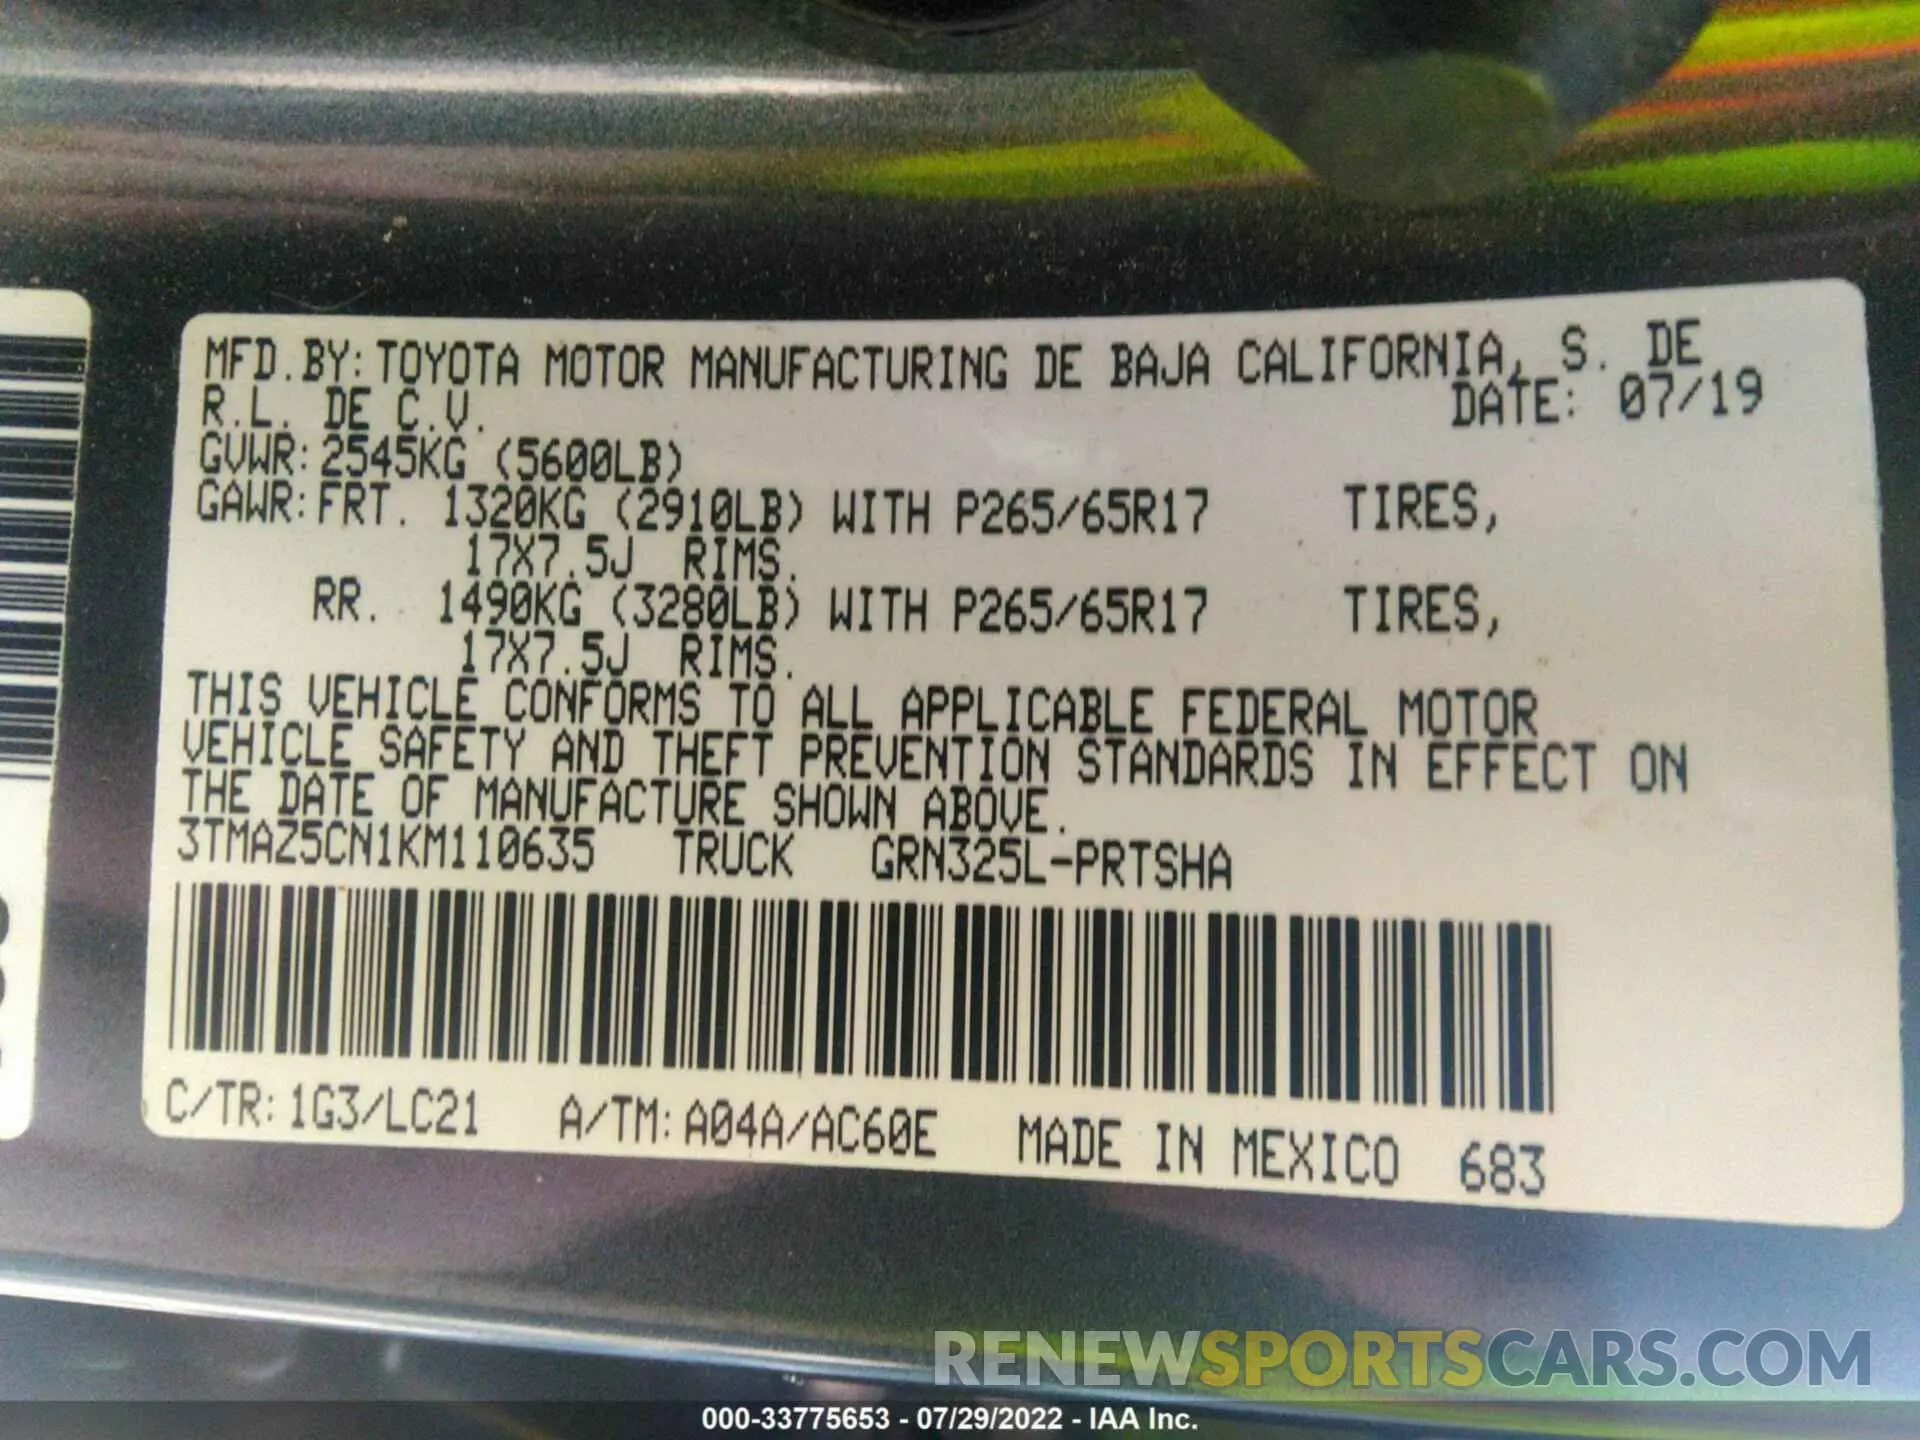 MFD.BY:TOYOTA MOTOR MANUFACTURING DE BAJA CALIFORNIA, S. DE
R.L. DE C.V. DATE: 07/19
GVWR:2545KG (5600LB)
GAWR:FRT. 1320KG (2910LB) WITH P265/65R17 TIRES,
17X7.5J RIMS.
RR. 1490KG (3280LB) WITH P265/65R17 TIRES,
17X7.5J RIMS.
THIS VEHICLE CONFORMS TO ALL APPLICABLE FEDERAL MOTOR
VEHICLE SAFETY AND THEFT PREVENTION STANDARDS IN EFFECT ON
THE DATE OF MANUFACTURE SHOWN ABOVE.
3TMAZ5CN1KM110635 TRUCK GRN325L-PRTSHA
C/TR:1G3/LC21 A/TM:A04A/AC60E MADE IN MEXICO 683
RENEWSPORTSCARS.COM
000-33775653 - 07/29/2022 - IAA Inc.